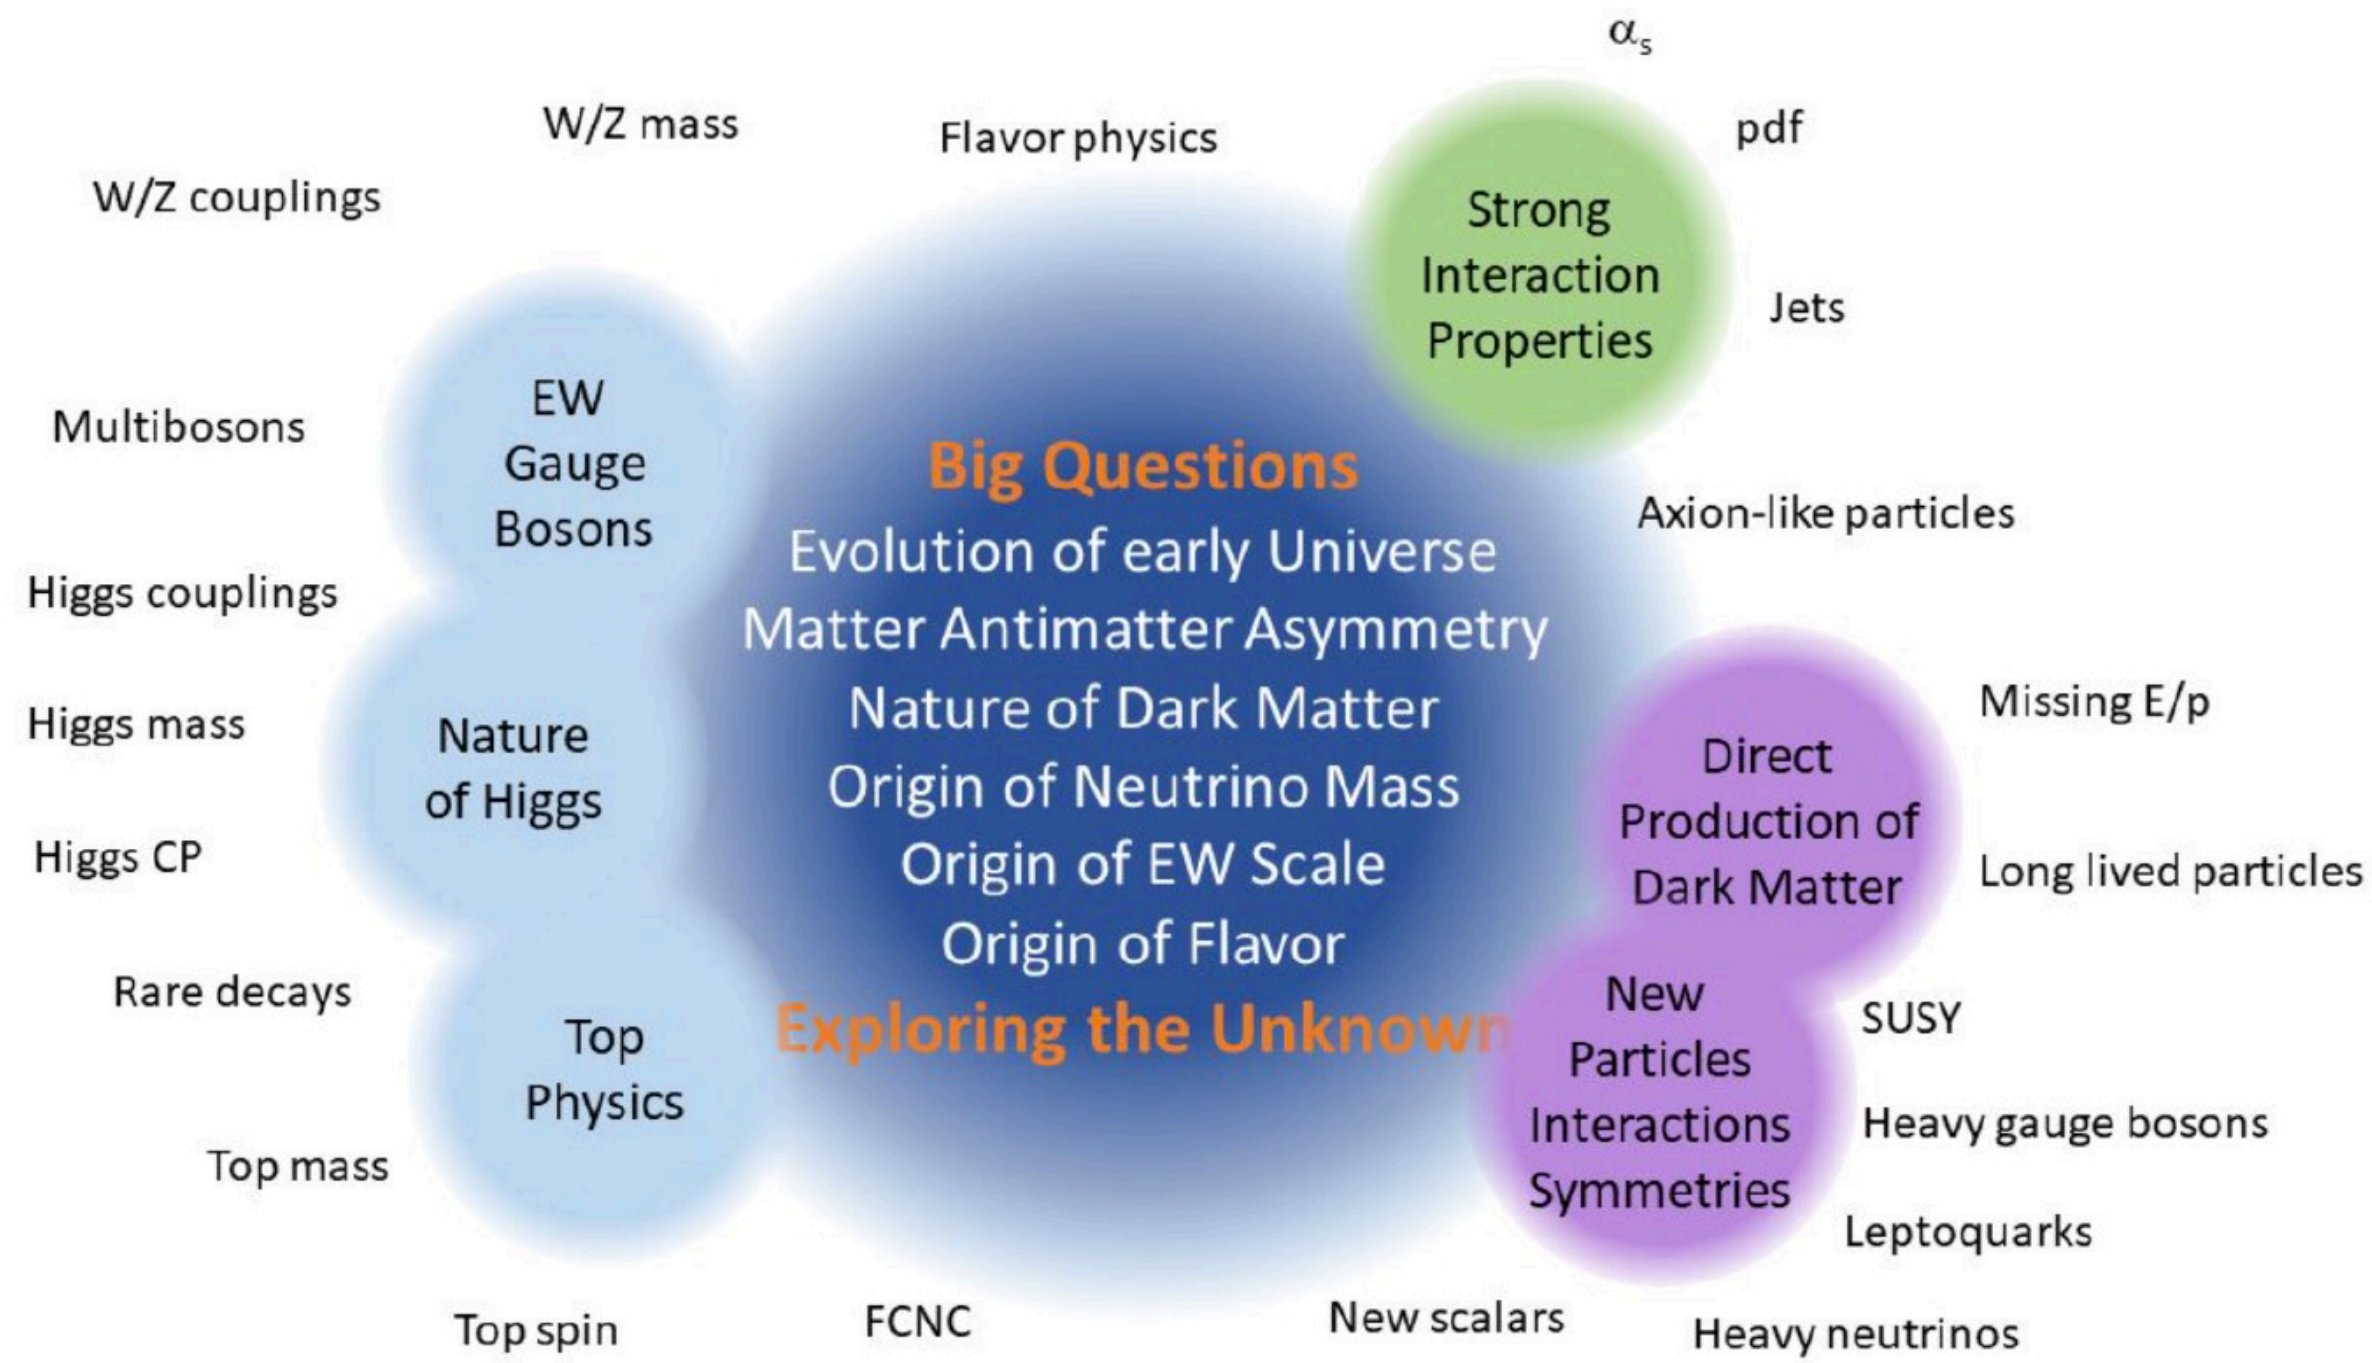 αs
W/Z mass
Flavor physics
pdf
W/Z couplings
Strong
Interaction
Properties
Jets
EW
Gauge
Bosons
Multibosons
Big Questions
Evolution of early Universe
Matter Antimatter Asymmetry
Nature of Dark Matter
Origin of Neutrino Mass
Origin of EW Scale
Origin of Flavor
Exploring the Unknown
Axion-like particles
Higgs couplings
Higgs mass
Nature
of Higgs
Higgs CP
Missing E/p
Direct
Production of
Dark Matter
Long lived particles
Rare decays
Top
Physics
New
Particles
Interactions
Symmetries
SUSY
Heavy gauge bosons
Top mass
Leptoquarks
Top spin
FCNC
New scalars
Heavy neutrinos